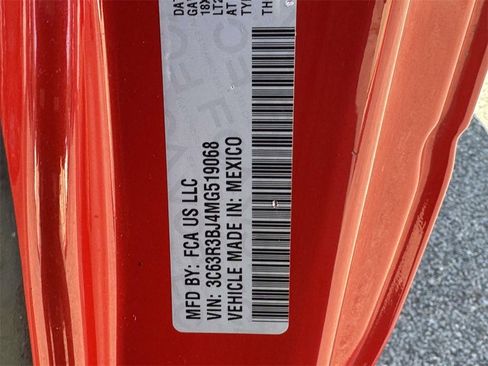 MFD BY: FCA US LLC
VIN: 3C63R3BJ4MG519068
VEHICLE MADE IN: MEXICO